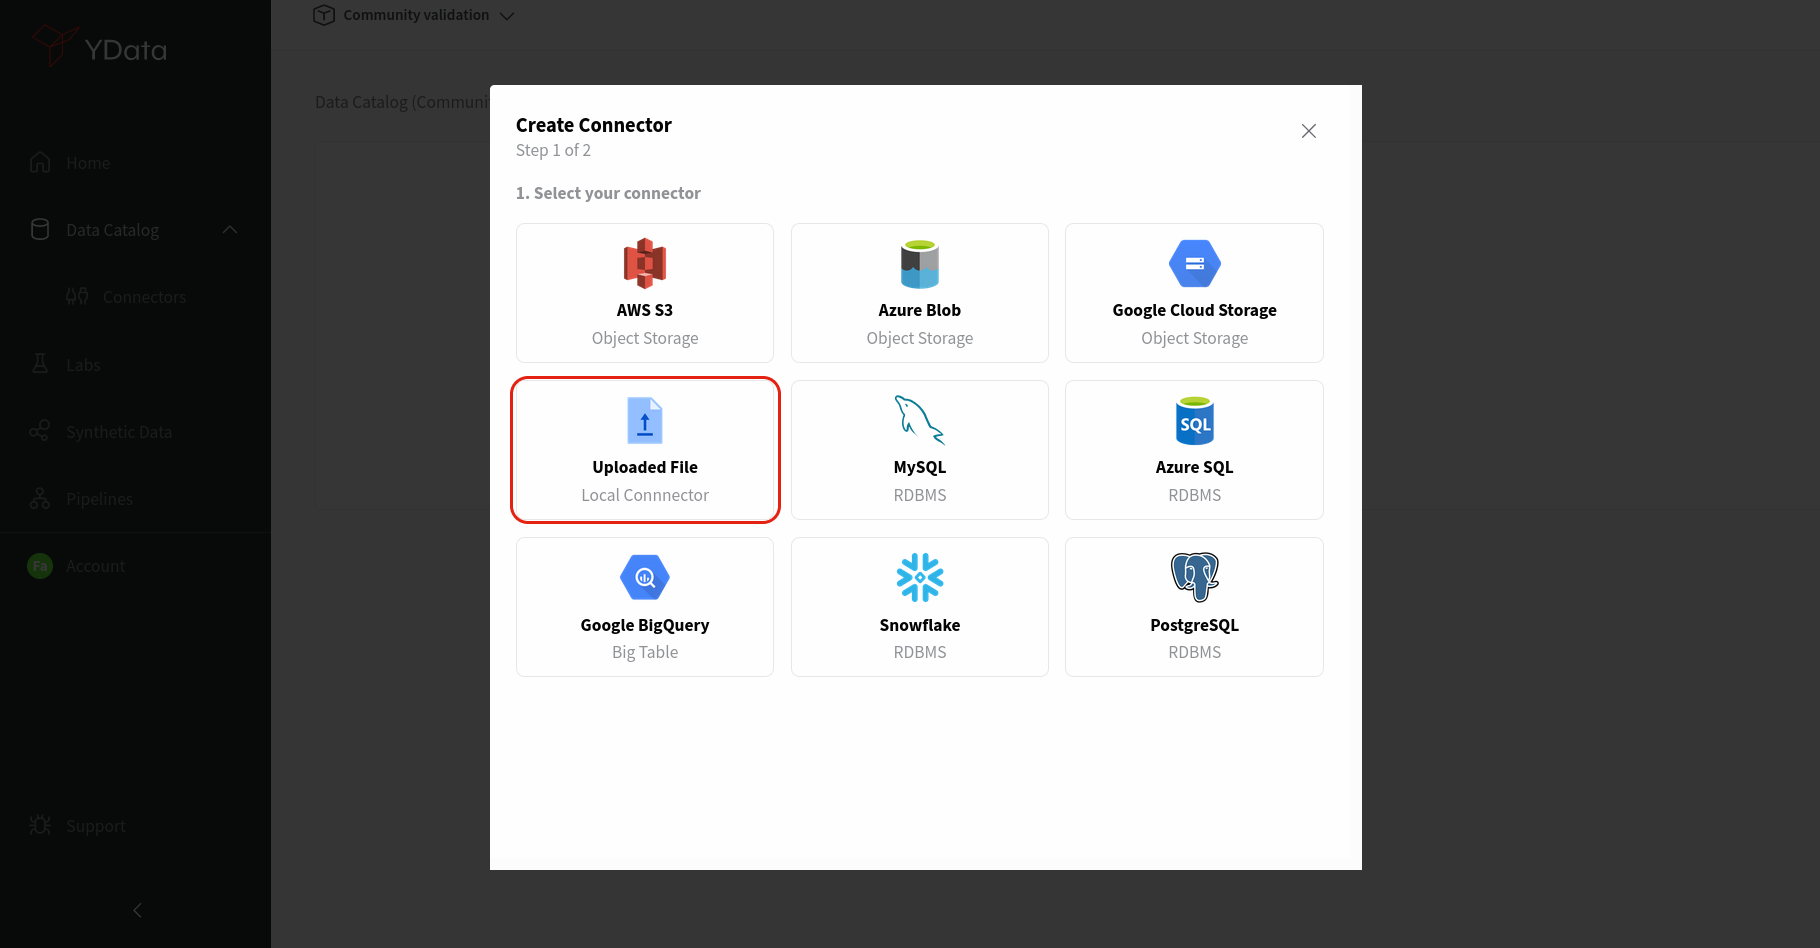 YData
Home
Data Catalog
Connectors
Labs
Synthetic Data
Pipelines
Fa
Account
Support
Community validation
Data Catalog (Communi
Create Connector
Step 1 of 2
1. Select your connector
AWS S3
Object Storage
Azure Blob
Object Storage
Google Cloud Storage
Object Storage
Uploaded File
Local Connnector
MySQL
RDBMS
SQL
Azure SQL
RDBMS
Google BigQuery
Big Table
Snowflake
RDBMS
PostgreSQL
RDBMS